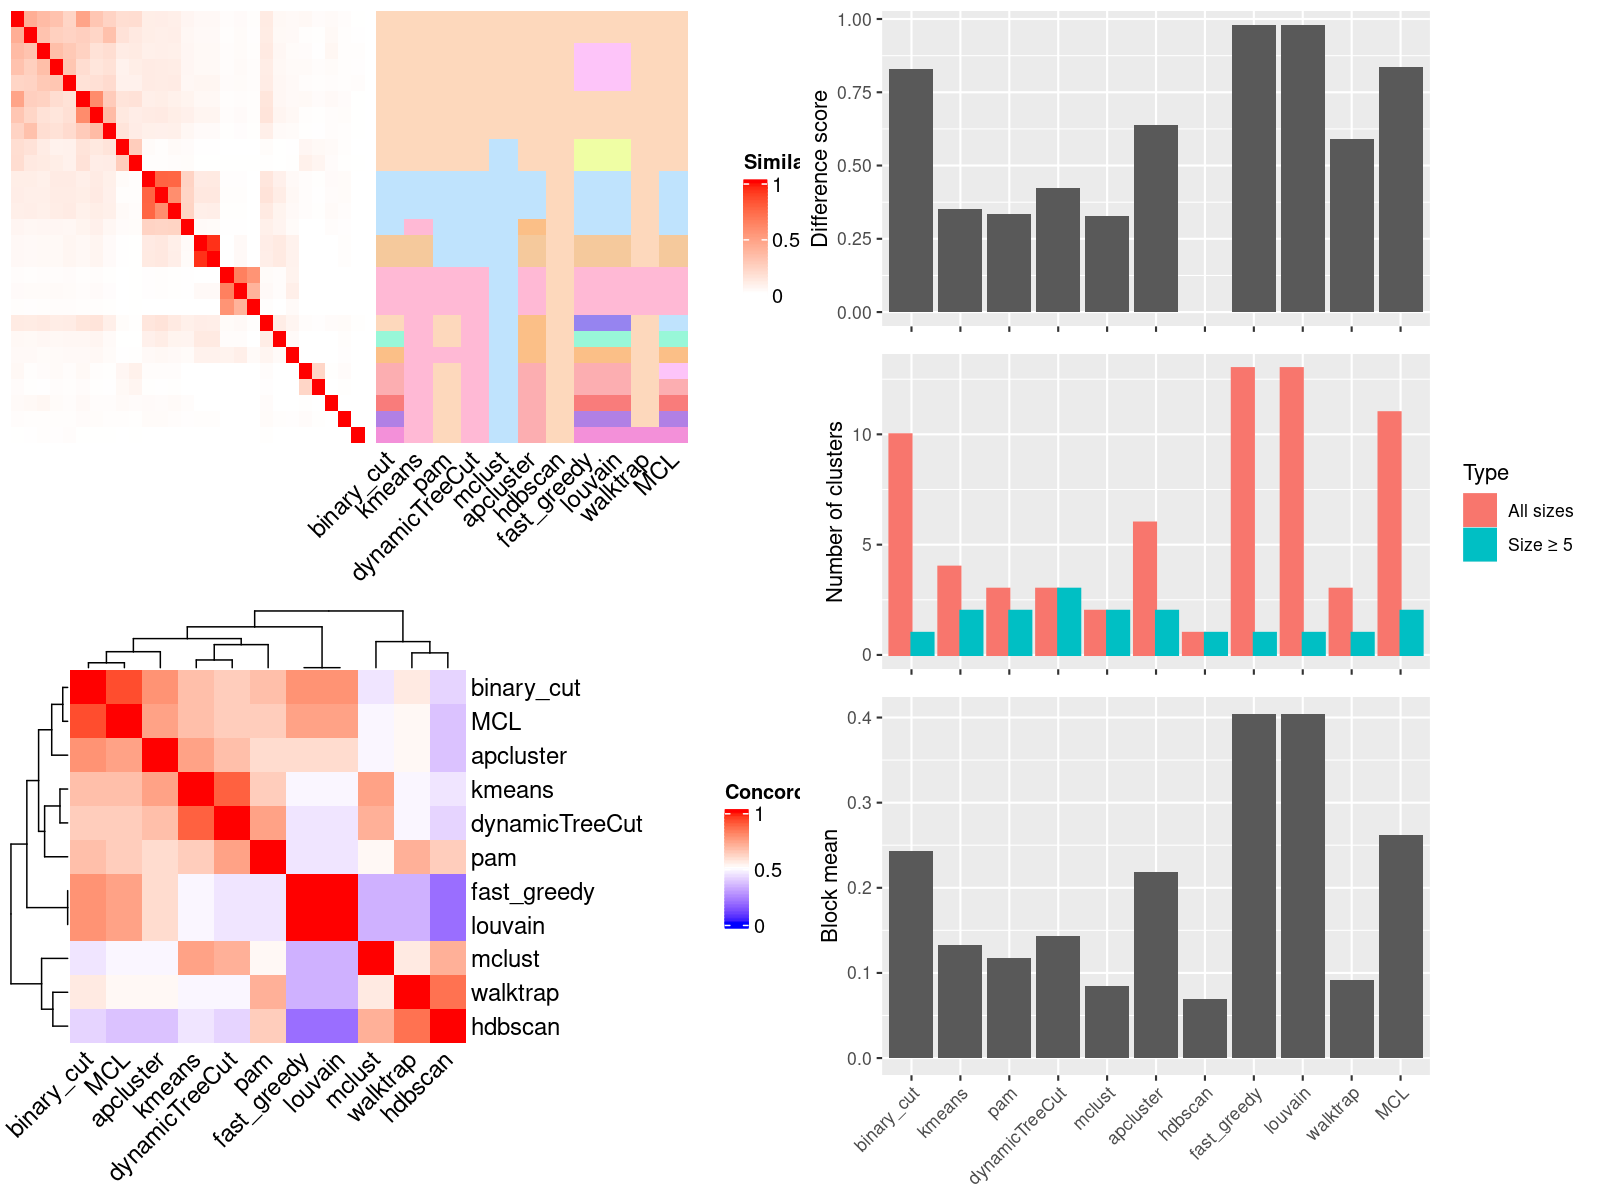 Simila
1
0.5
0
binary_cut
kmeans
pam
dynamicTreeCut
mclust
apcluster
hdbscan
fast_greedy
louvain
walktrap
MCL
binary_cut
MCL
apcluster
kmeans
dynamicTreeCut
pam
fast_greedy
louvain
mclust
walktrap
hdbscan
binary_cut
MCL
apcluster
kmeans
dynamicTreeCut
pam
fast_greedy
louvain
mclust
walktrap
hdbscan
Concord
1
0.5
0
Difference score
1.00
0.75
0.50
0.25
0.00
Number of clusters
10
5
0
Type
All sizes
Size ≥ 5
Block mean
0.4
0.3
0.2
0.1
0.0
binary_cut
kmeans
pam
dynamicTreeCut
mclust
apcluster
hdbscan
fast_greedy
louvain
walktrap
MCL